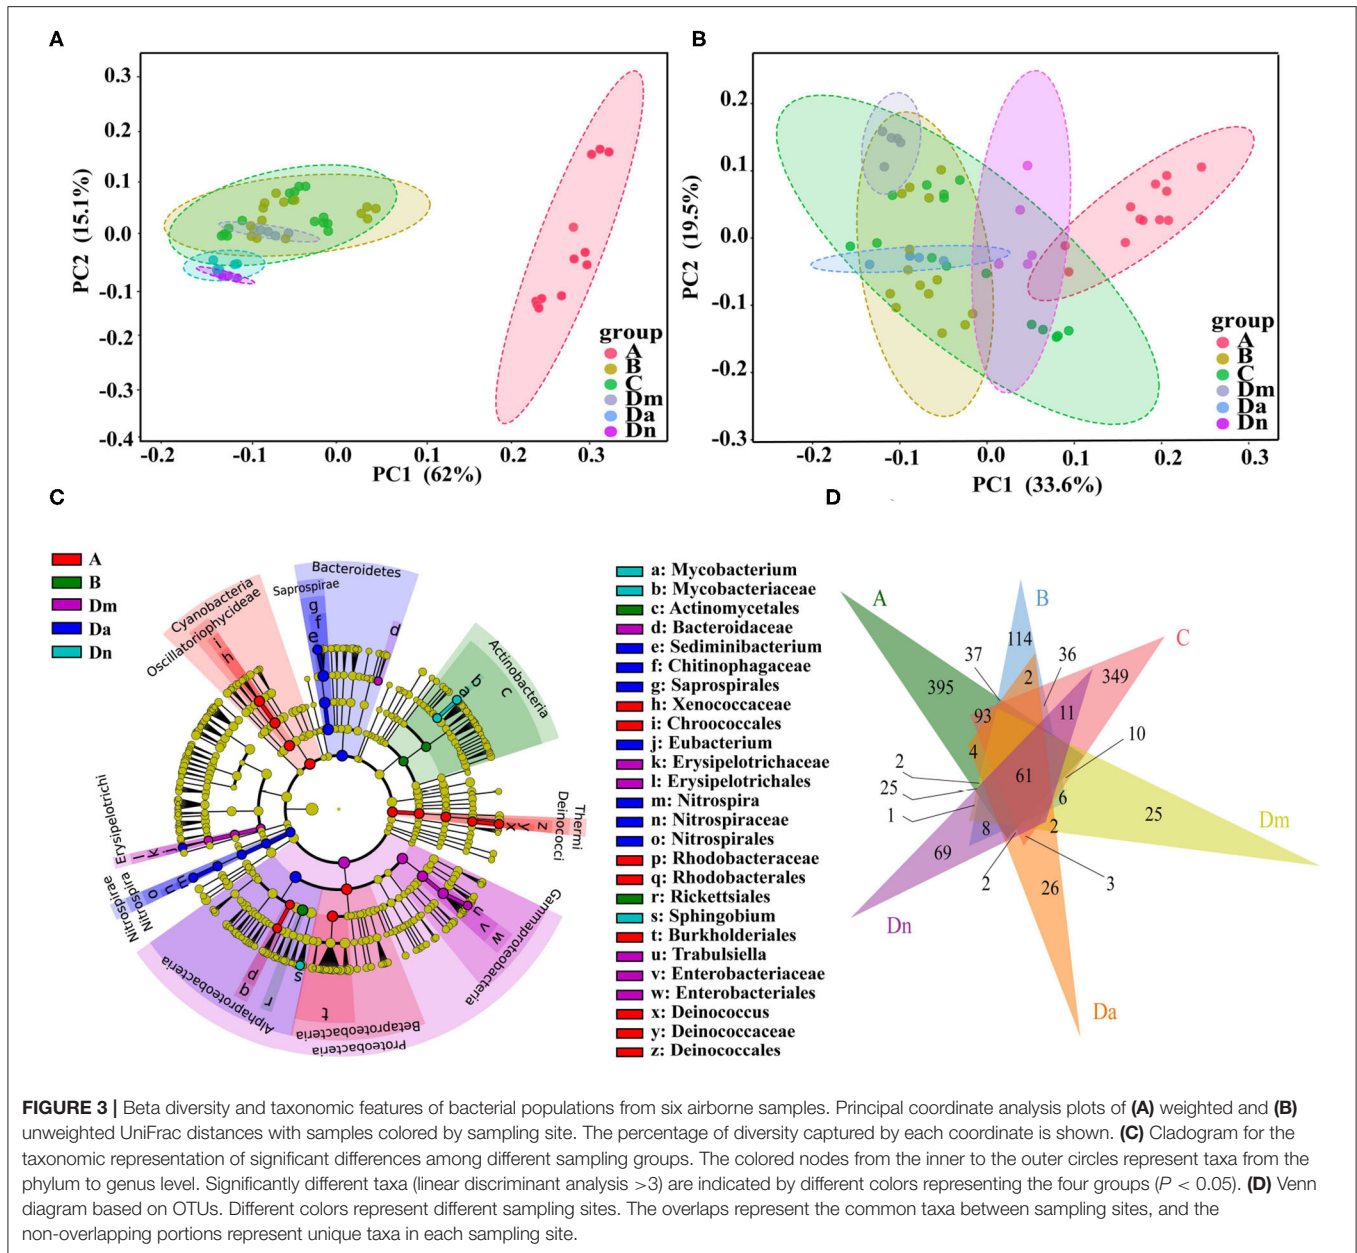 A
0.3
0.2
0.1
0.0
-0.1
-0.2
-0.3
-0.4
PC2 (15.1%)
-0.2
-0.1
0.0
0.1
0.2
0.3
PC1 (62%)
group
A
B
C
Dm
Da
Dn
B
0.2
0.1
0.0
-0.1
-0.2
-0.3
PC2 (19.5%)
-0.2
-0.1
0.0
0.1
0.2
0.3
PC1 (33.6%)
group
A
B
C
Dm
Da
Dn
C
A
B
Dm
Da
Dn
Cyanobacteria
Oscillatoriophycideae
i
h
Bacteroidetes
Saprospirae
g
f
e
d
Actinobacteria
a
b
c
Thermi
Deinococci
x
y
z
Gammaproteobacteria
u
v
w
Betaproteobacteria
t
Proteobacteria
Alphaproteobacteria
p
q
r
s
Nitrospirae
Nitrospira
o
n
m
Erysipelotrichi
l
k
j
a: Mycobacterium
b: Mycobacteriaceae
c: Actinomycetales
d: Bacteroidaceae
e: Sediminibacterium
f: Chitinophagaceae
g: Saprospirales
h: Xenococcaceae
i: Chroococcales
j: Eubacterium
k: Erysipelotrichaceae
l: Erysipelotrichales
m: Nitrospira
n: Nitrospiraceae
o: Nitrospirales
p: Rhodobacteraceae
q: Rhodobacterales
r: Rickettsiales
s: Sphingobium
t: Burkholderiales
u: Trabulsiella
v: Enterobacteriaceae
w: Enterobacteriales
x: Deinococcus
y: Deinococcaceae
z: Deinococcales
D
A
B
C
Dm
Da
Dn
114
37
36
2
349
395
93
11
10
4
2
61
25
6
25
1
8
2
69
2
26
3
FIGURE 3 | Beta diversity and taxonomic features of bacterial populations from six airborne samples. Principal coordinate analysis plots of (A) weighted and (B)
unweighted UniFrac distances with samples colored by sampling site. The percentage of diversity captured by each coordinate is shown. (C) Cladogram for the
taxonomic representation of significant differences among different sampling groups. The colored nodes from the inner to the outer circles represent taxa from the
phylum to genus level. Significantly different taxa (linear discriminant analysis >3) are indicated by different colors representing the four groups (P < 0.05). (D) Venn
diagram based on OTUs. Different colors represent different sampling sites. The overlaps represent the common taxa between sampling sites, and the
non-overlapping portions represent unique taxa in each sampling site.